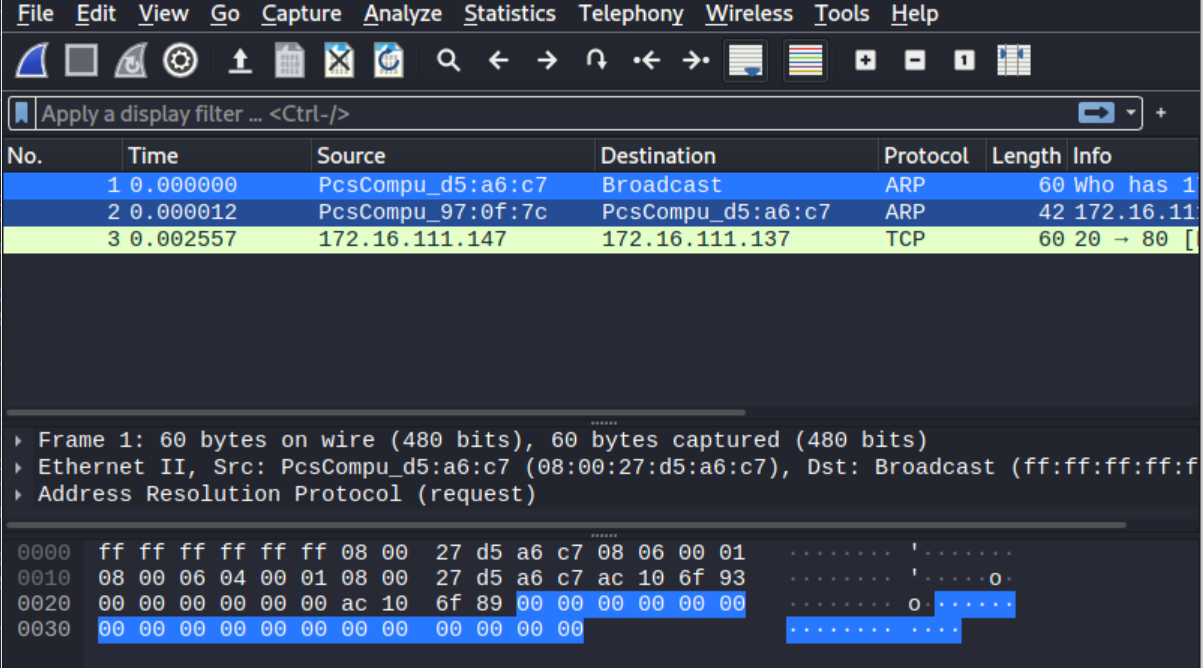 File Edit View Go Capture Analyze Statistics Telephony Wireless Tools Help
Apply a display filter ... <Ctrl-/>
No. Time Source Destination Protocol Length Info
1 0.000000 PcsCompu_d5:a6:c7 Broadcast ARP 60 Who has 1
2 0.000012 PcsCompu_97:0f:7c PcsCompu_d5:a6:c7 ARP 42 172.16.11
3 0.002557 172.16.111.147 172.16.111.137 TCP 60 20 → 80 [
Frame 1: 60 bytes on wire (480 bits), 60 bytes captured (480 bits)
Ethernet II, Src: PcsCompu_d5:a6:c7 (08:00:27:d5:a6:c7), Dst: Broadcast (ff:ff:ff:ff:f
Address Resolution Protocol (request)
0000 ff ff ff ff ff ff 08 00 27 d5 a6 c7 08 06 00 01 ········ '·······
0010 08 00 06 04 00 01 08 00 27 d5 a6 c7 ac 10 6f 93 ········ '·····o·
0020 00 00 00 00 00 00 ac 10 6f 89 00 00 00 00 00 00 ········ o·······
0030 00 00 00 00 00 00 00 00 00 00 00 00 ········ ····